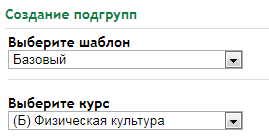 Создание подгрупп
Выберите шаблон
Базовый
Выберите курс
(Б) Физическая культура